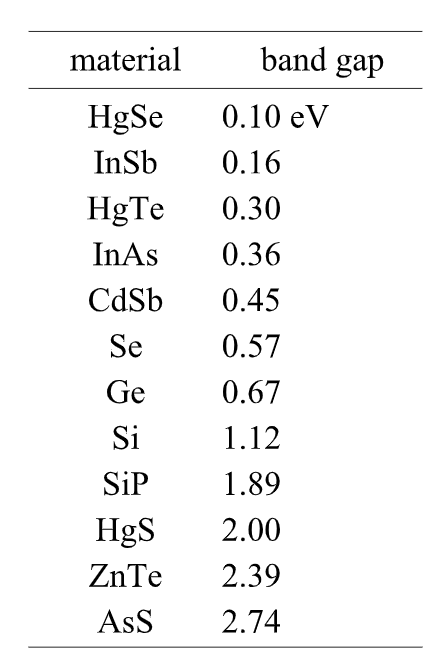 material band gap
HgSe 0.10 eV
InSb 0.16
HgTe 0.30
InAs 0.36
CdSb 0.45
Se 0.57
Ge 0.67
Si 1.12
SiP 1.89
HgS 2.00
ZnTe 2.39
AsS 2.74